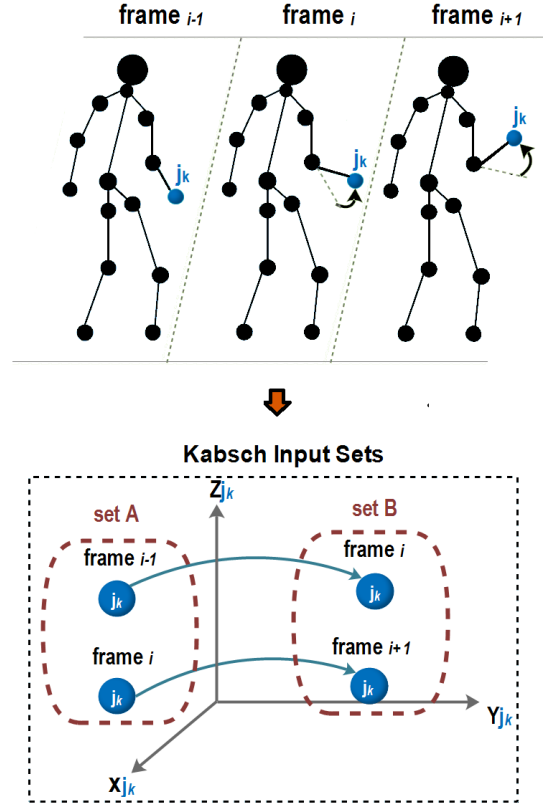 frame i-1 frame i frame i+1
jk jk jk
Kabsch Input Sets
Zjk
set A set B
frame i-1 frame i
jk jk
frame i frame i+1
jk jk
Yjk
Xjk